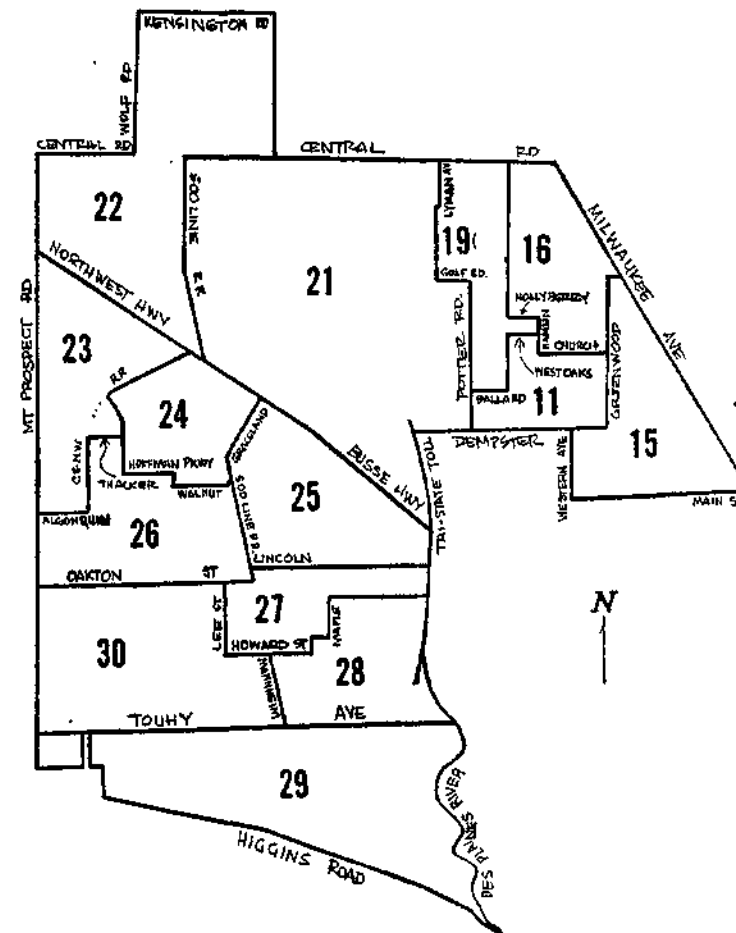 KENSINGTON RD
WOLF RD
CENTRAL RD
CENTRAL RD
SOO LINE R.R.
22
21
19
LYMAN AV
GOLF RD.
16
MILWAUKEE AVE
NORTHWEST HWY
MT PROSPECT RD
23
RR
24
HOLLYBERRY
CHURCH
WEST OAKS
GREENWOOD
POTTER RD.
BALLARD
11
DEMPSTER
15
WESTERN AVE
MAIN S
GRACELAND
BUSSE HWY
TRI-STATE TOLL
C & NW
HOFFMAN PKWY
THACKER
WALNUT
ALGONQUIN
26
SOO LINE R.R.
25
LINCOLN
OAKTON ST
LEE ST
27
HOWARD ST
MAPLE
N
30
28
TOUHY AVE
29
HIGGINS ROAD
DES PLAINES RIVER